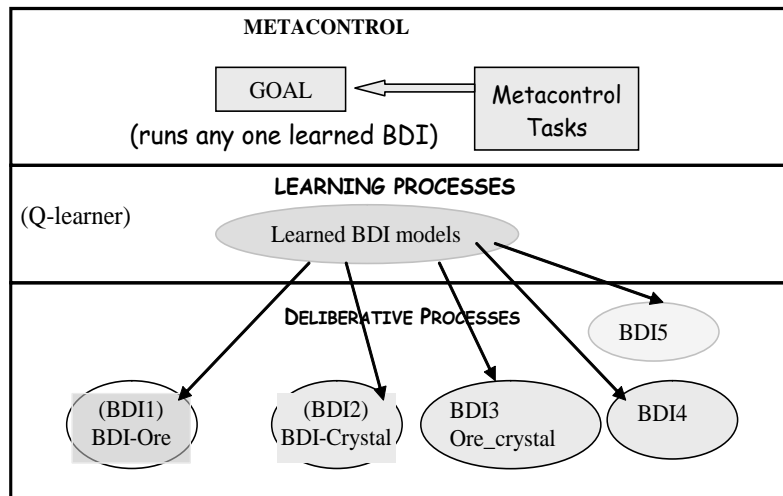 METACONTROL
GOAL
Metacontrol
Tasks
(runs any one learned BDI)
LEARNING PROCESSES
(Q-learner)
Learned BDI models
DELIBERATIVE PROCESSES
BDI5
(BDI1)
BDI-Ore
(BDI2)
BDI-Crystal
BDI3
Ore_crystal
BDI4